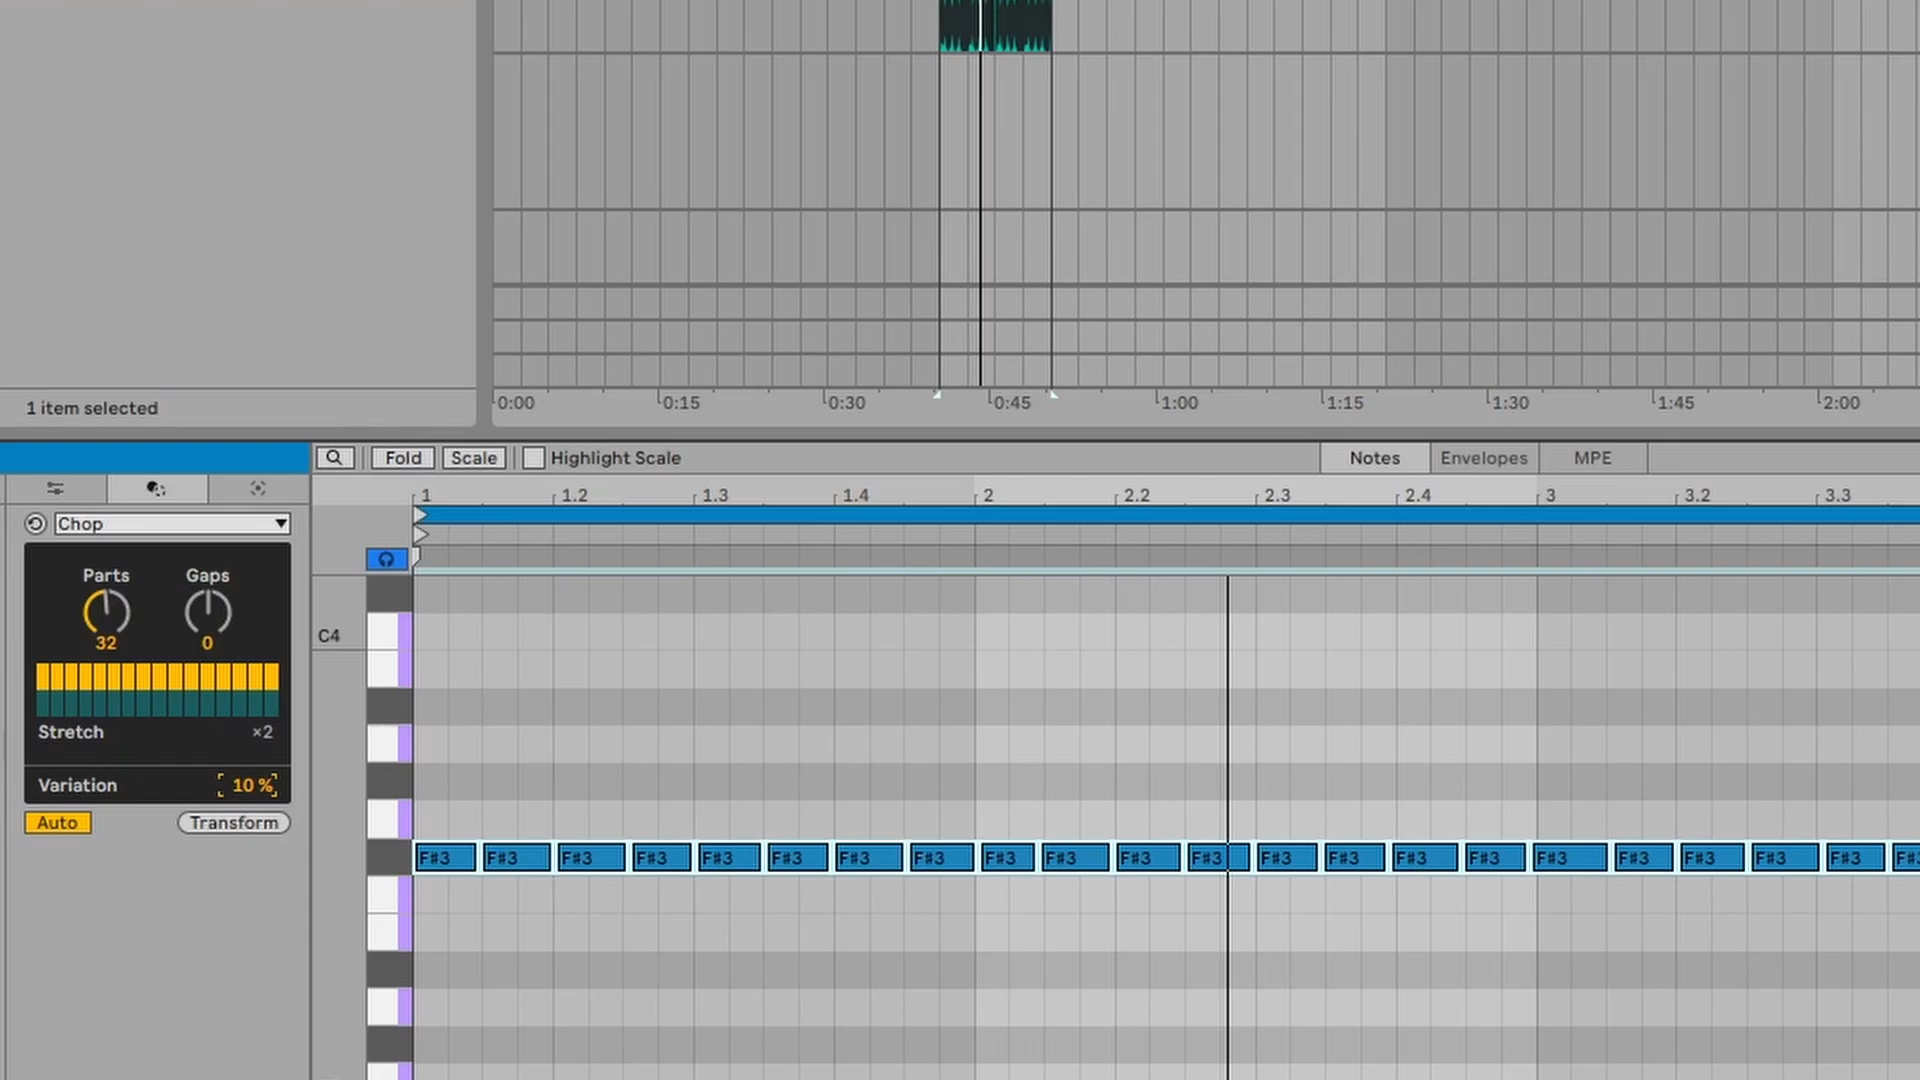 1 item selected
0:00 0:15 0:30 0:45 1:00 1:15 1:30 1:45 2:00
Fold Scale Highlight Scale Notes Envelopes MPE
1 1.2 1.3 1.4 2 2.2 2.3 2.4 3 3.2 3.3
Chop
Parts Gaps
32 0
Stretch ×2
Variation 10 %
Auto Transform
C4
F#3 F#3 F#3 F#3 F#3 F#3 F#3 F#3 F#3 F#3 F#3 F#3 F#3 F#3 F#3 F#3 F#3 F#3 F#3 F#3 F#3